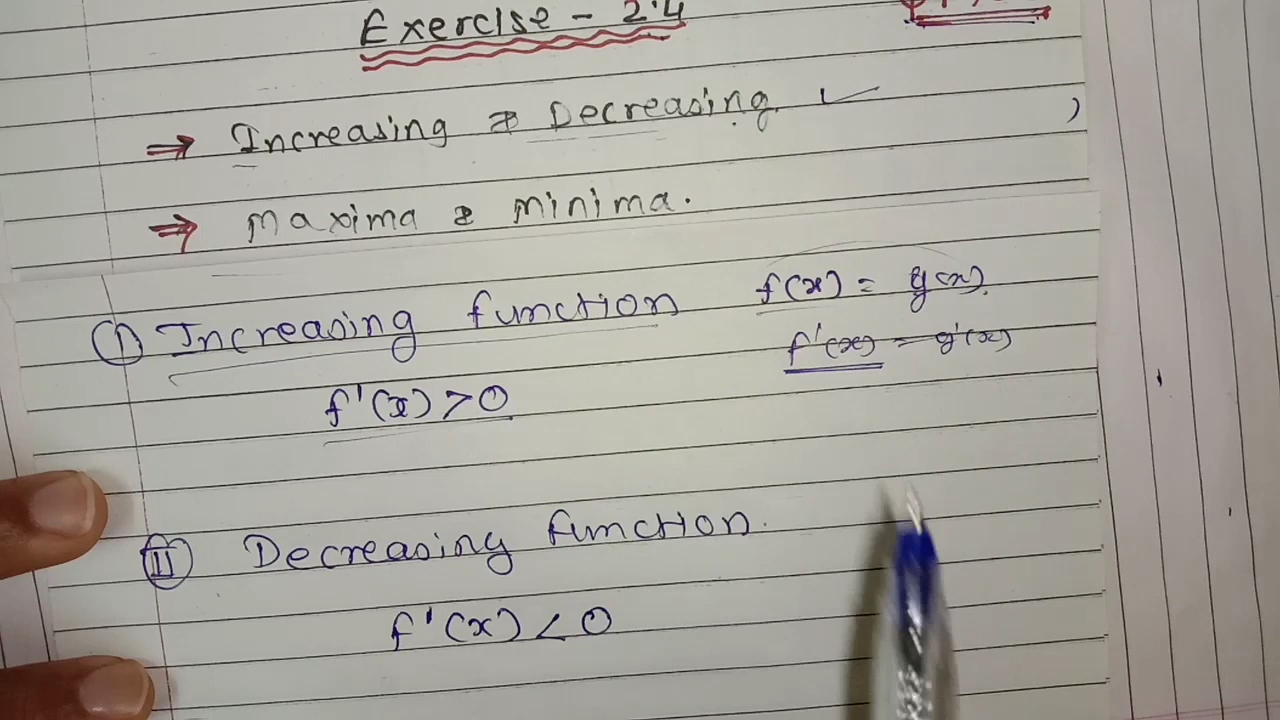 Exercise - 2.4
⇒ Increasing & Decreasing. ✓
⇒ Maxima & minima.
(I) Increasing function f(x) = g(x).
f'(x) > 0 f'(x) = g'(x)
(II) Decreasing function.
f'(x) < 0